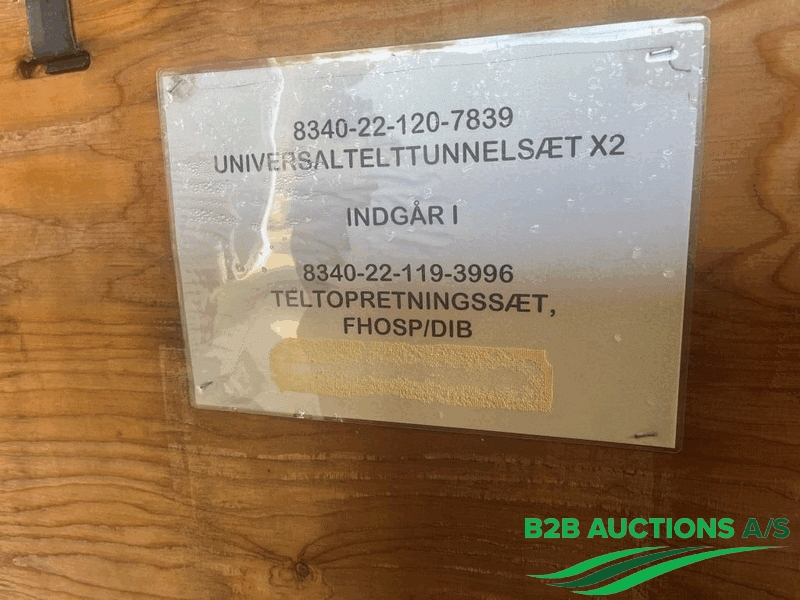 8340-22-120-7839
UNIVERSALTELTTUNNELSÆT X2
INDGÅR I
8340-22-119-3996
TELTOPRETNINGSSÆT,
FHOSP/DIB
B2B AUCTIONS A/S